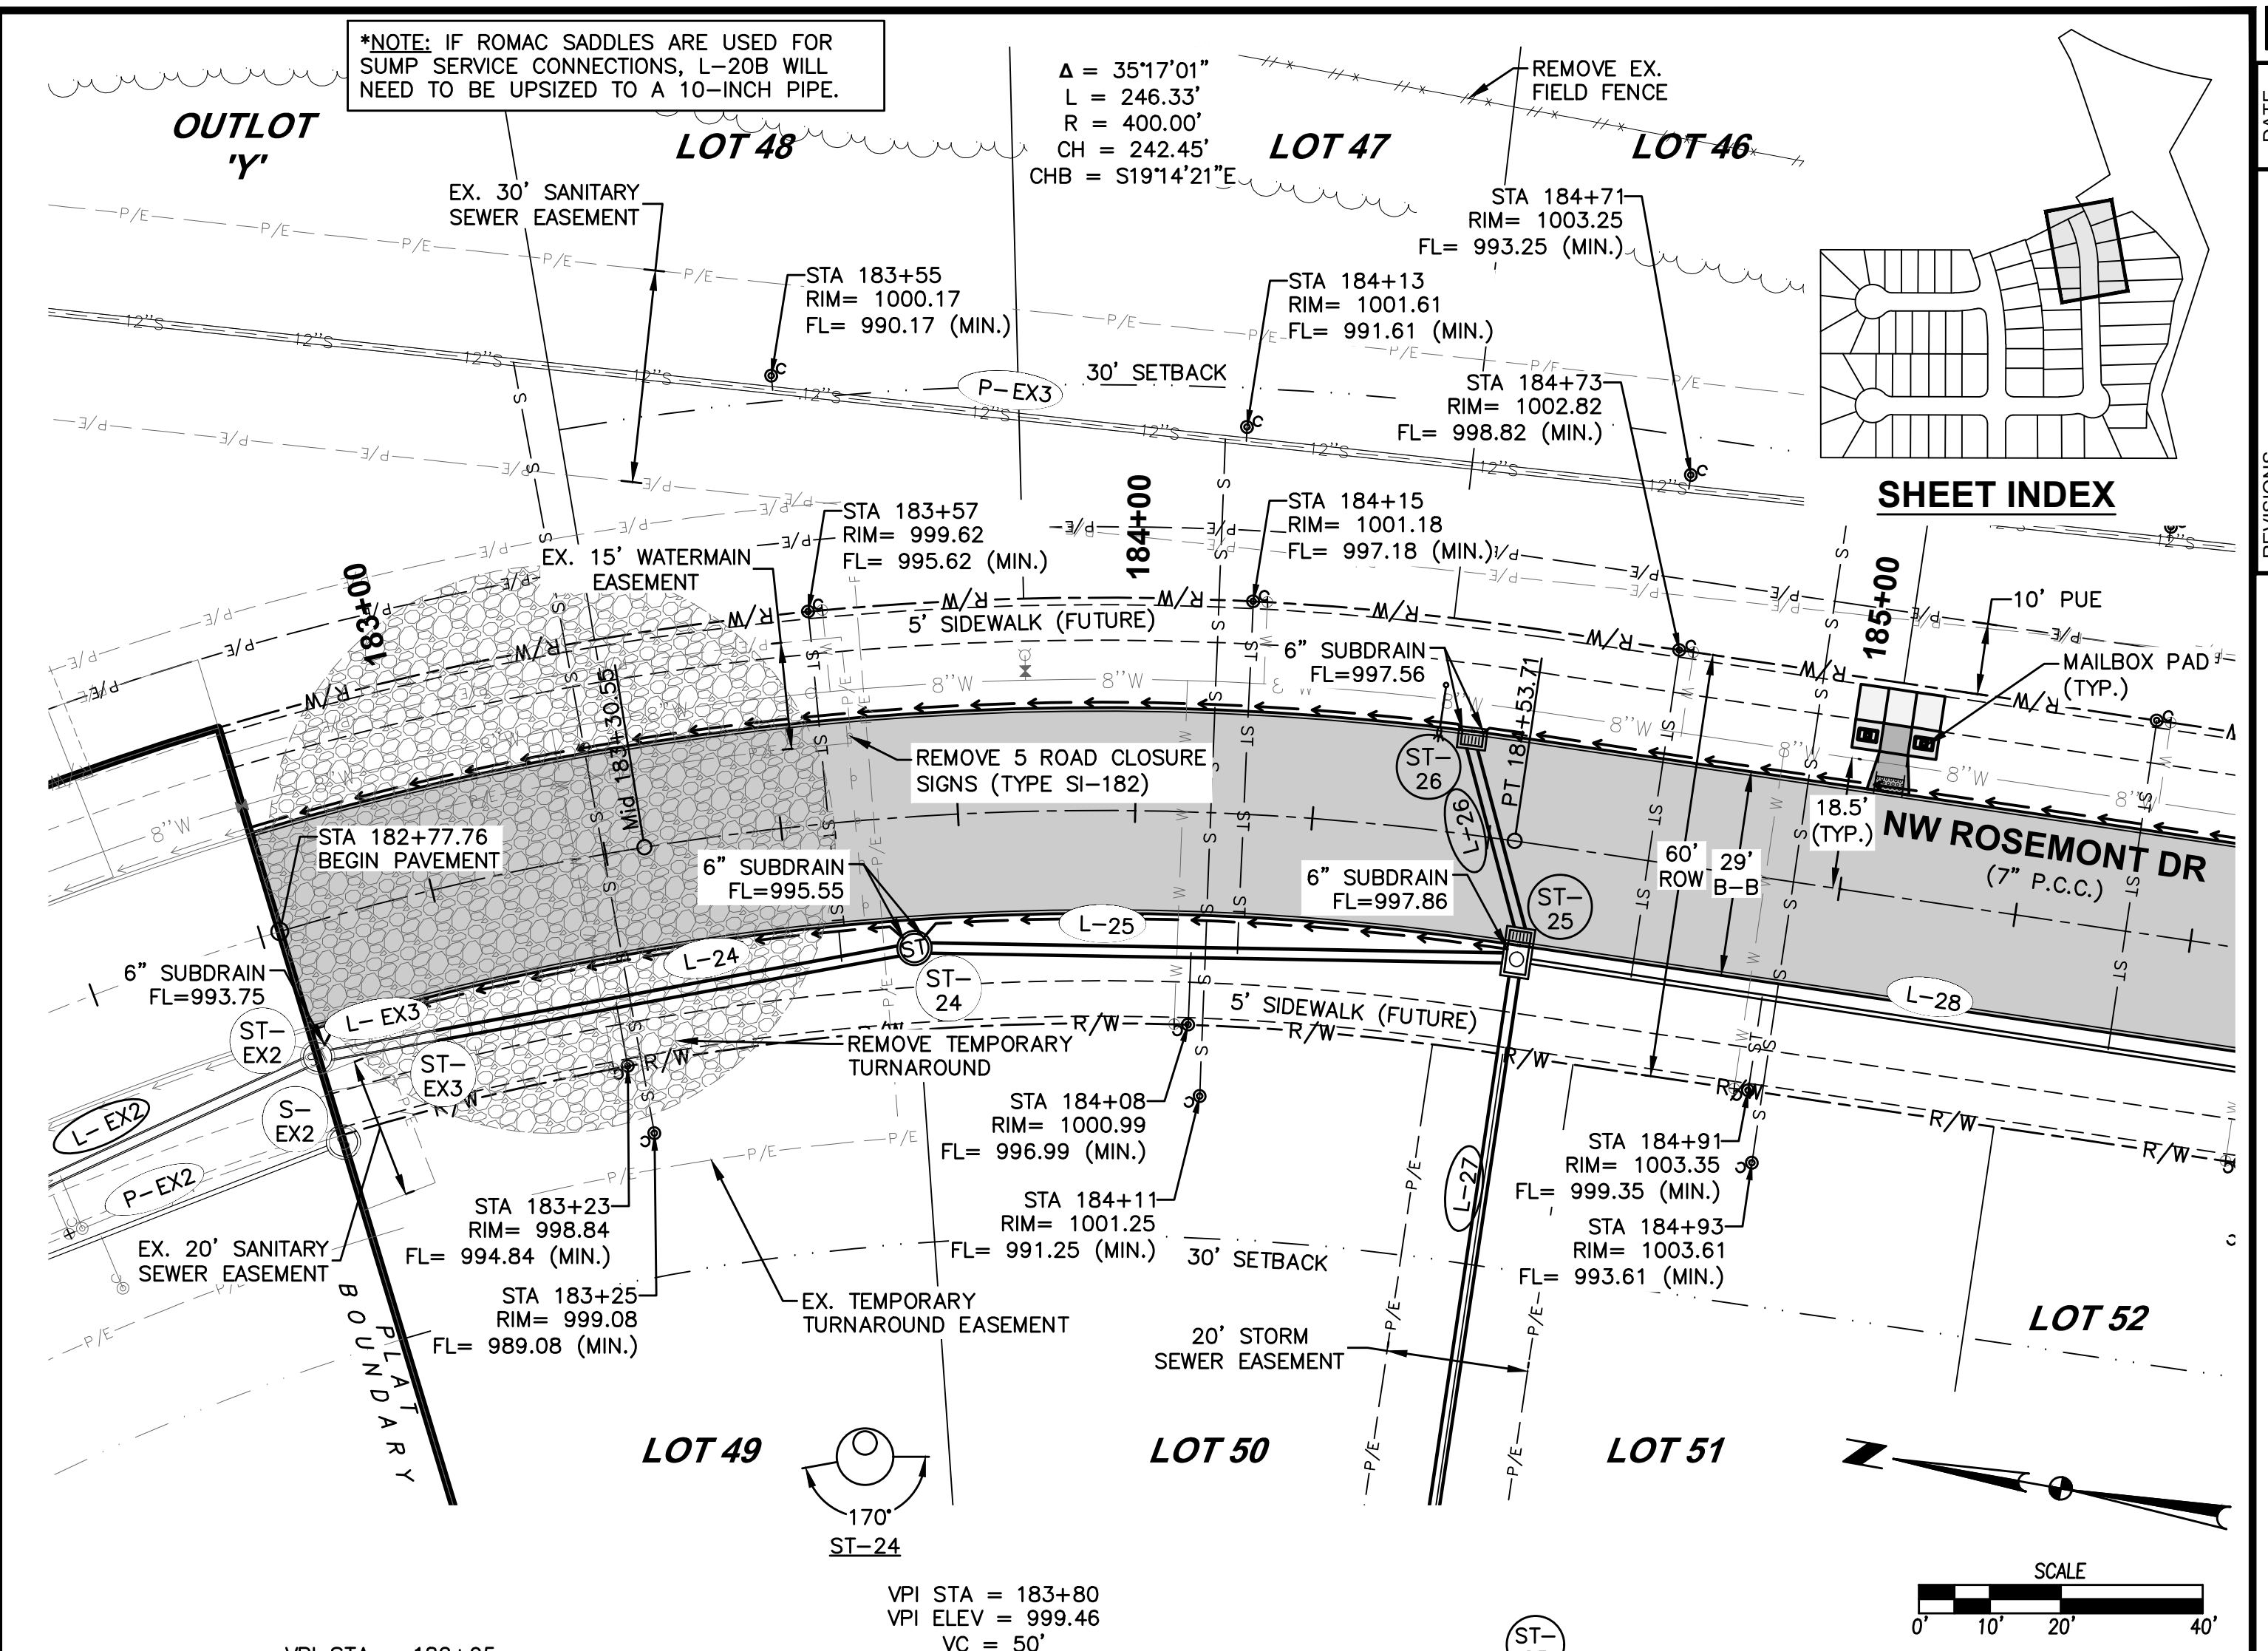 *NOTE: IF ROMAC SADDLES ARE USED FOR
SUMP SERVICE CONNECTIONS, L-20B WILL
NEED TO BE UPSIZED TO A 10-INCH PIPE.
Δ = 35°17'01"
L = 246.33'
R = 400.00'
CH = 242.45'
CHB = S19°14'21"E
REMOVE EX.
FIELD FENCE
OUTLOT
'Y'
LOT 48
LOT 47
LOT 46
EX. 30' SANITARY
SEWER EASEMENT
STA 183+55
RIM= 1000.17
FL= 990.17 (MIN.)
STA 184+13
RIM= 1001.61
FL= 991.61 (MIN.)
STA 184+71
RIM= 1003.25
FL= 993.25 (MIN.)
P-EX3
30' SETBACK
STA 184+73
RIM= 1002.82
FL= 998.82 (MIN.)
SHEET INDEX
DATE
REVISIONS
12"S
P/E
R/W
8"W
ST
S
W
183+00
184+00
185+00
EX. 15' WATERMAIN
EASEMENT
STA 183+57
RIM= 999.62
FL= 995.62 (MIN.)
STA 184+15
RIM= 1001.18
FL= 997.18 (MIN.)
5' SIDEWALK (FUTURE)
6" SUBDRAIN
FL=997.56
10' PUE
MAILBOX PAD
(TYP.)
Mid 183+30.55
PT 184+53.71
REMOVE 5 ROAD CLOSURE
SIGNS (TYPE SI-182)
ST-
26
L-26
18.5'
(TYP.)
NW ROSEMONT DR
(7" P.C.C.)
STA 182+77.76
BEGIN PAVEMENT
6" SUBDRAIN
FL=995.55
6" SUBDRAIN
FL=997.86
60'
ROW
29'
B-B
ST-
25
L-25
L-24
ST
ST-
24
L-28
6" SUBDRAIN
FL=993.75
L-EX3
ST-
EX2
ST-
EX3
S-
EX2
L-EX2
P-EX2
5' SIDEWALK (FUTURE)
REMOVE TEMPORARY
TURNAROUND
STA 184+08
RIM= 1000.99
FL= 996.99 (MIN.)
STA 184+11
RIM= 1001.25
FL= 991.25 (MIN.)
STA 184+91
RIM= 1003.35
FL= 999.35 (MIN.)
STA 184+93
RIM= 1003.61
FL= 993.61 (MIN.)
L-27
STA 183+23
RIM= 998.84
FL= 994.84 (MIN.)
STA 183+25
RIM= 999.08
FL= 989.08 (MIN.)
EX. 20' SANITARY
SEWER EASEMENT
30' SETBACK
EX. TEMPORARY
TURNAROUND EASEMENT
20' STORM
SEWER EASEMENT
PLAT
BOUNDARY
LOT 49
LOT 50
LOT 51
LOT 52
170°
ST-24
Z
SCALE
0' 10' 20' 40'
VPI STA = 183+80
VPI ELEV = 999.46
VC = 50'
ST-